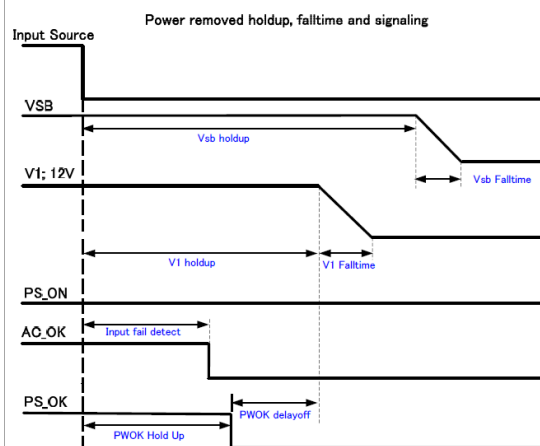 Power removed holdup, falltime and signaling
Input Source
VSB
Vsb holdup
Vsb Falltime
V1; 12V
V1 holdup
V1 Falltime
PS_ON
Input fail detect
AC_OK
PS_OK
PWOK delayoff
PWOK Hold Up